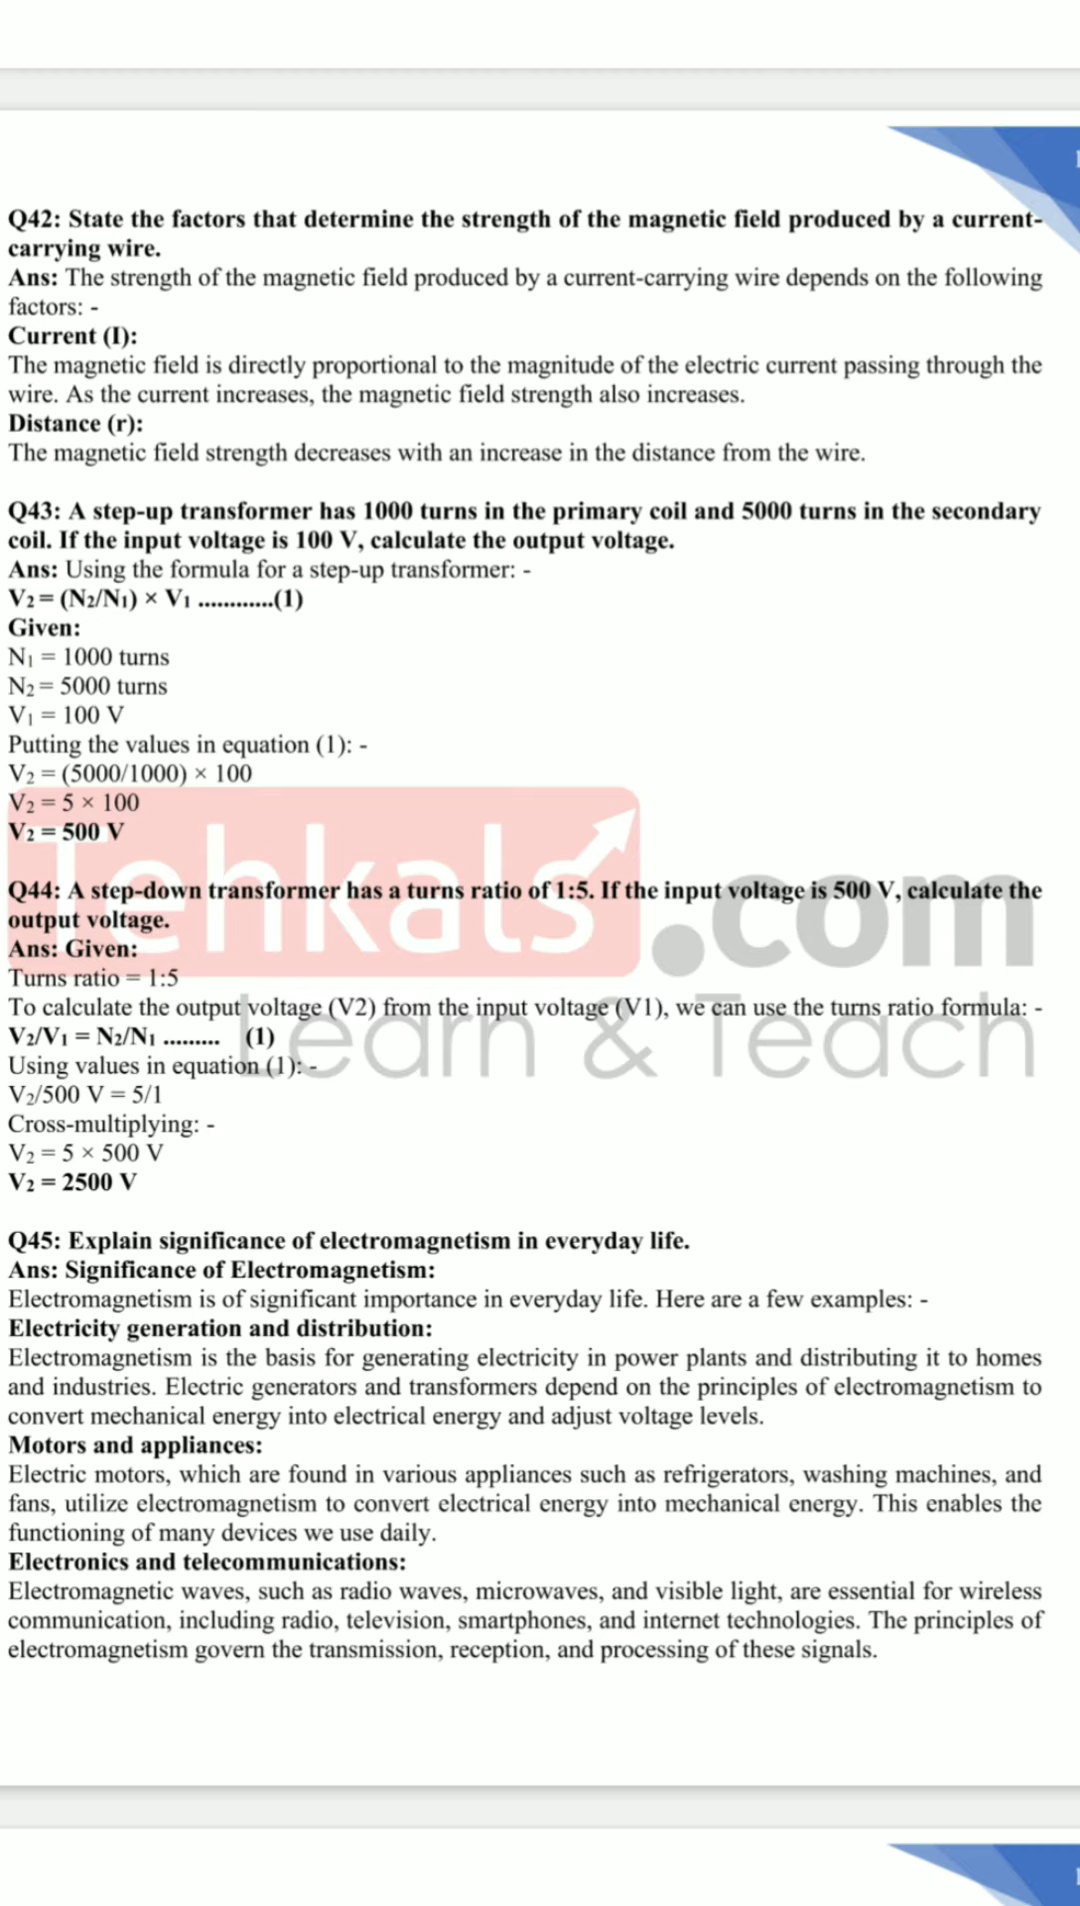 Q42: State the factors that determine the strength of the magnetic field produced by a current-
carrying wire.
Ans: The strength of the magnetic field produced by a current-carrying wire depends on the following
factors: -
Current (I):
The magnetic field is directly proportional to the magnitude of the electric current passing through the
wire. As the current increases, the magnetic field strength also increases.
Distance (r):
The magnetic field strength decreases with an increase in the distance from the wire.
Q43: A step-up transformer has 1000 turns in the primary coil and 5000 turns in the secondary
coil. If the input voltage is 100 V, calculate the output voltage.
Ans: Using the formula for a step-up transformer: -
V₂ = (N₂/N₁) × V₁ ............(1)
Given:
N₁ = 1000 turns
N₂ = 5000 turns
V₁ = 100 V
Putting the values in equation (1): -
V₂ = (5000/1000) × 100
V₂ = 5 × 100
V₂ = 500 V
Tehkals.com
Q44: A step-down transformer has a turns ratio of 1:5. If the input voltage is 500 V, calculate the
output voltage.
Ans: Given:
Turns ratio = 1:5
Learn & Teach
To calculate the output voltage (V2) from the input voltage (V1), we can use the turns ratio formula: -
V₂/V₁ = N₂/N₁ ......... (1)
Using values in equation (1): -
V₂/500 V = 5/1
Cross-multiplying: -
V₂ = 5 × 500 V
V₂ = 2500 V
Q45: Explain significance of electromagnetism in everyday life.
Ans: Significance of Electromagnetism:
Electromagnetism is of significant importance in everyday life. Here are a few examples: -
Electricity generation and distribution:
Electromagnetism is the basis for generating electricity in power plants and distributing it to homes
and industries. Electric generators and transformers depend on the principles of electromagnetism to
convert mechanical energy into electrical energy and adjust voltage levels.
Motors and appliances:
Electric motors, which are found in various appliances such as refrigerators, washing machines, and
fans, utilize electromagnetism to convert electrical energy into mechanical energy. This enables the
functioning of many devices we use daily.
Electronics and telecommunications:
Electromagnetic waves, such as radio waves, microwaves, and visible light, are essential for wireless
communication, including radio, television, smartphones, and internet technologies. The principles of
electromagnetism govern the transmission, reception, and processing of these signals.